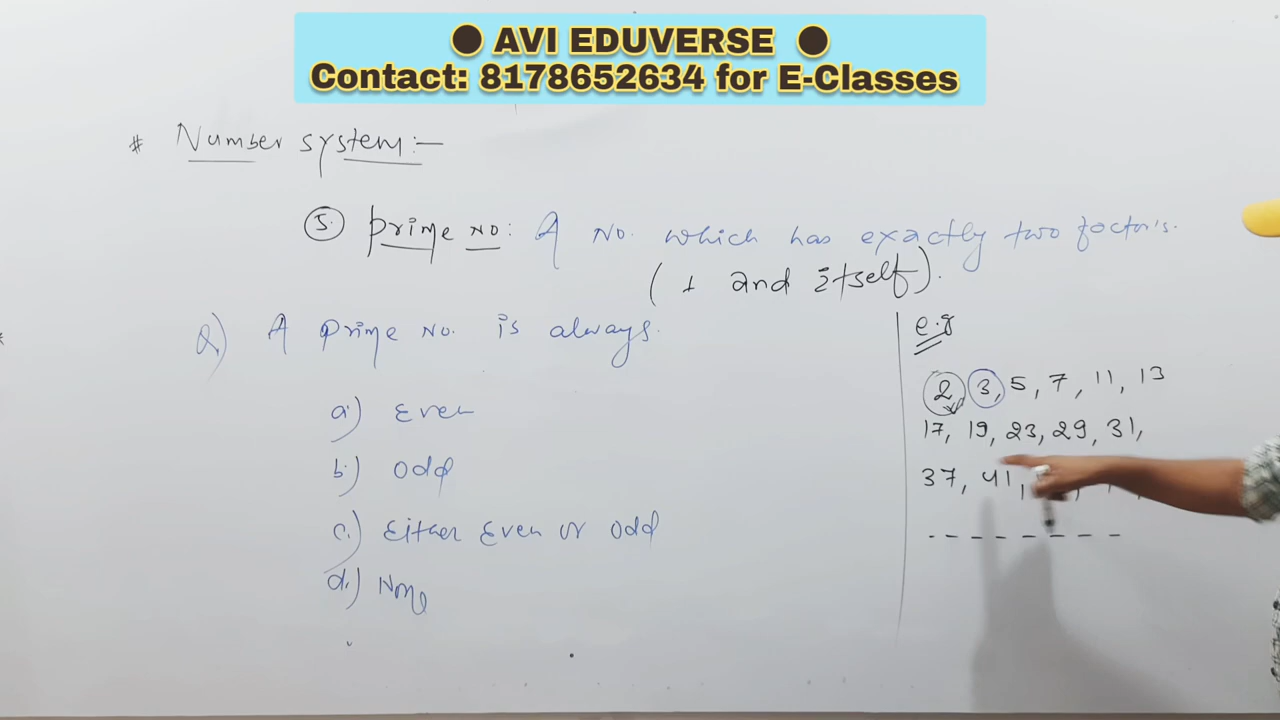 ● AVI EDUVERSE ●
Contact: 8178652634 for E-Classes
# Number system:-
5. prime no: A No. which has exactly two factor's.
( 1 and itself).
Q) A prime No. is always.
a) Even
b) Odd
c.) Either Even or Odd
d.) None
e.g
2, 3, 5, 7, 11, 13
17, 19, 23, 29, 31,
37, 41,